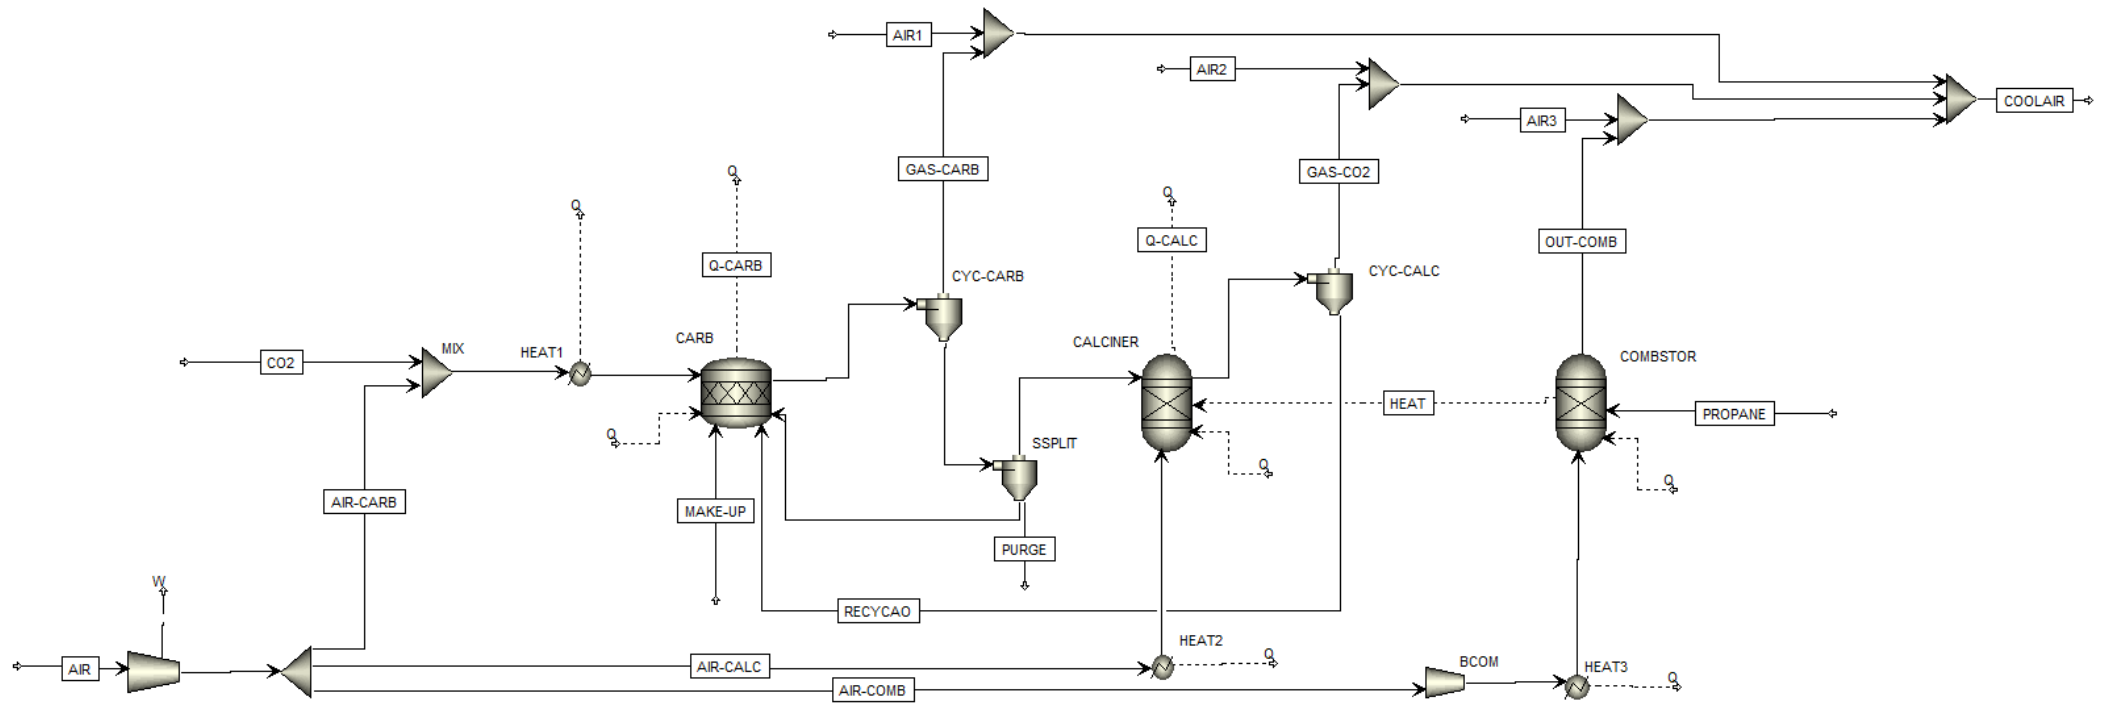 AIR1
AIR2
COOLAIR
AIR3
GAS-CARB
GAS-CO2
Q
Q
Q
Q-CALC
OUT-COMB
Q-CARB
CYC-CARB
CYC-CALC
CARB
CALCINER
COMBSTOR
MIX
HEAT1
CO2
HEAT
PROPANE
Q
SSPLIT
Q
Q
AIR-CARB
MAKE-UP
PURGE
W
RECYCAO
HEAT2
Q
AIR
AIR-CALC
BCOM
HEAT3
Q
AIR-COMB